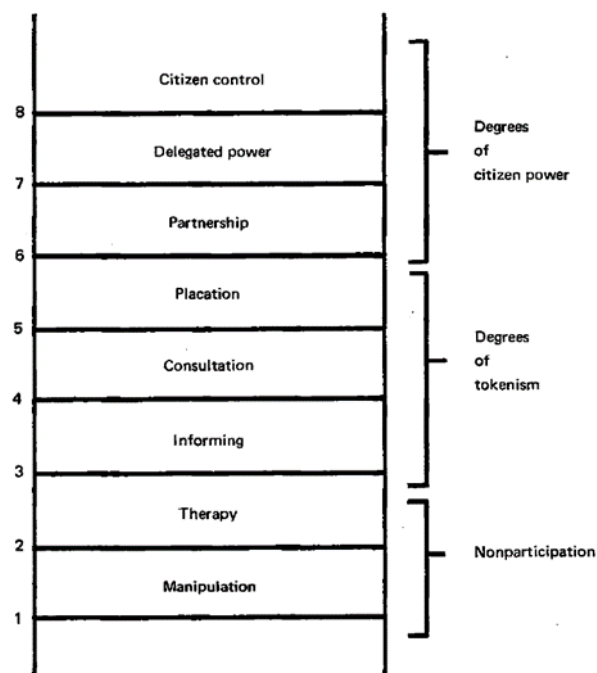 Citizen control
8
Delegated power
7
Partnership
6
Placation
5
Consultation
4
Informing
3
Therapy
2
Manipulation
1
Degrees
of
citizen power
Degrees
of
tokenism
Nonparticipation